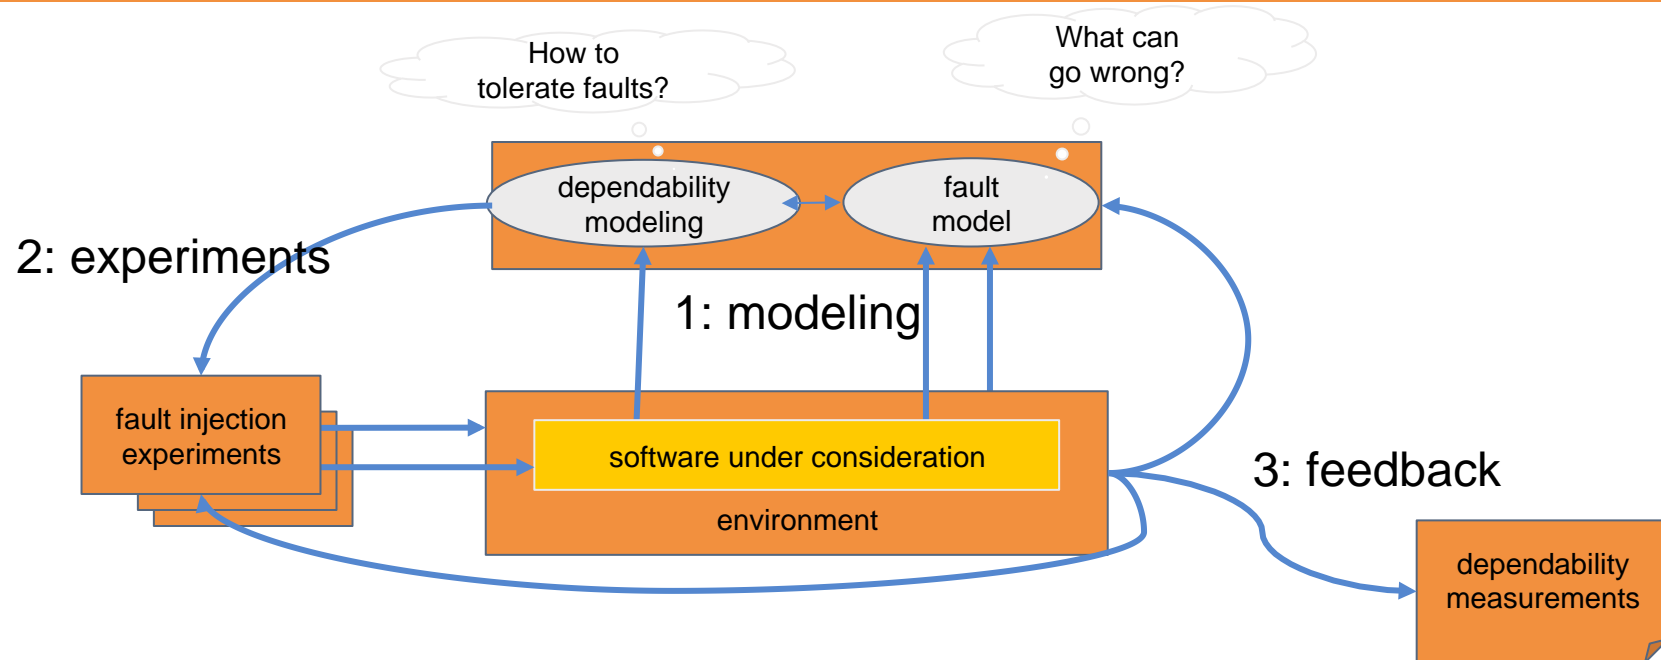 How to
tolerate faults?
What can
go wrong?
dependability
modeling
fault
model
2: experiments
1: modeling
fault injection
experiments
software under consideration
environment
3: feedback
dependability
measurements